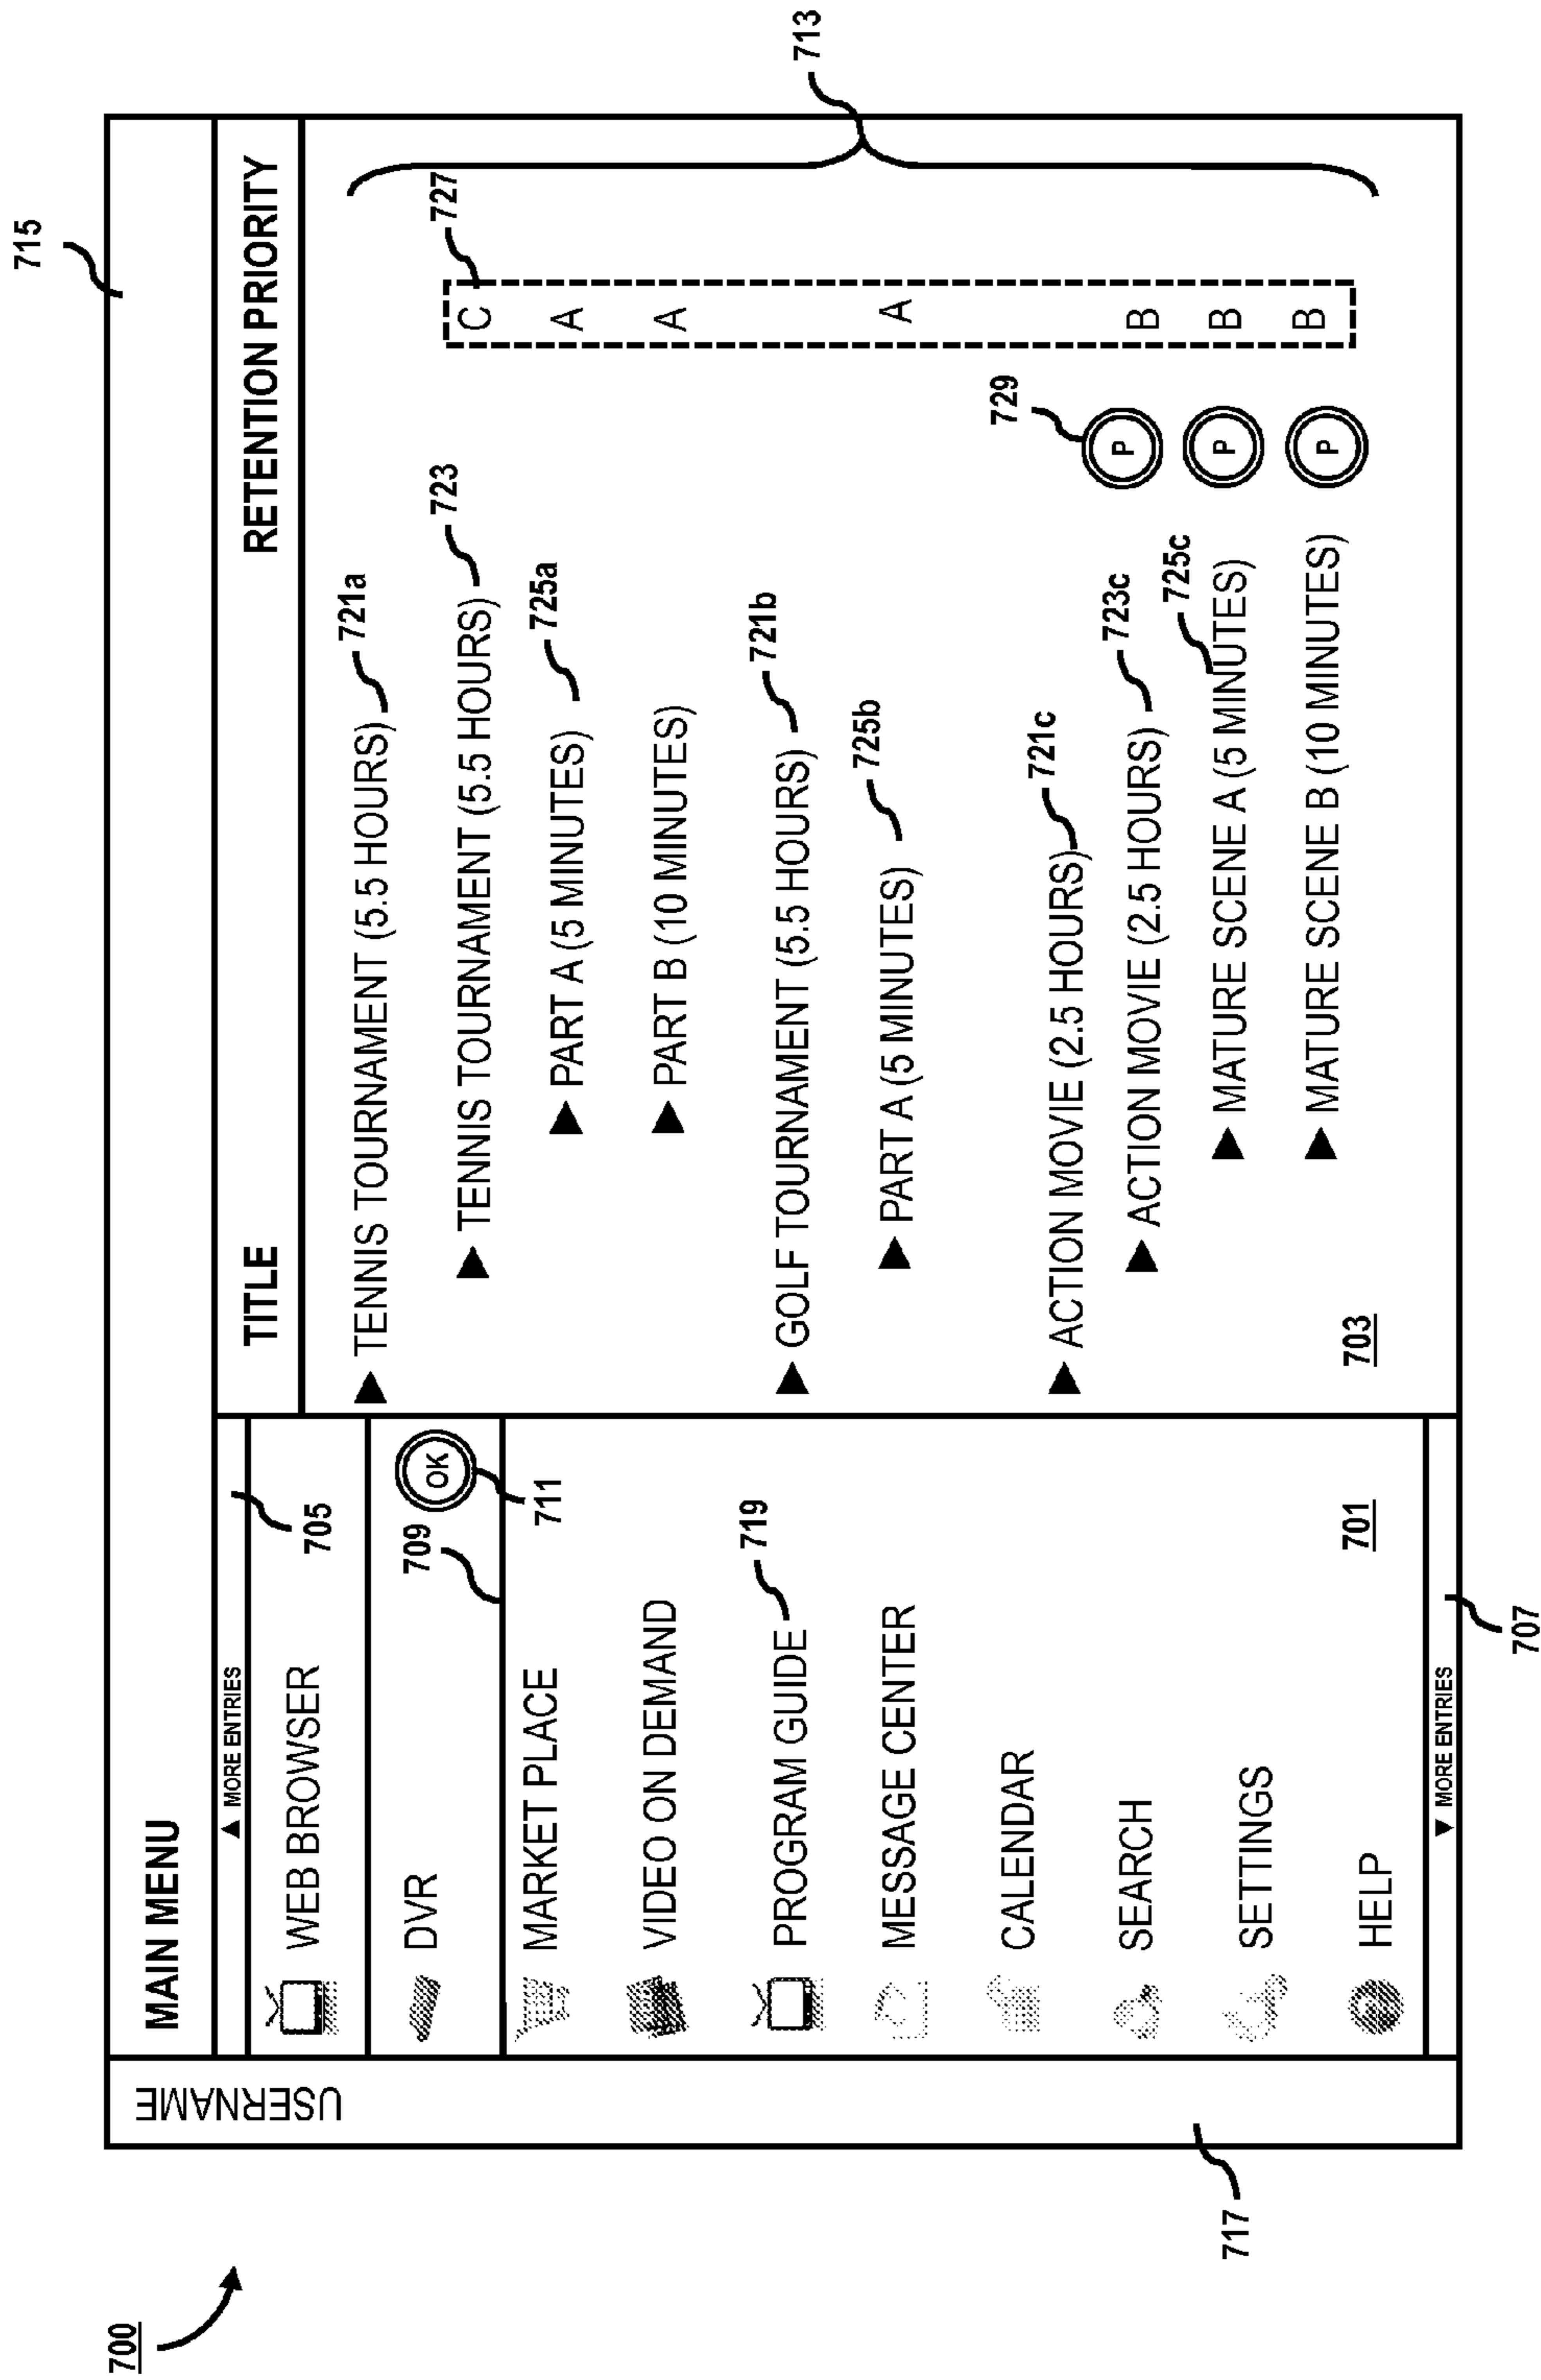 700
715
USERNAME
717
MAIN MENU
▲ MORE ENTRIES
705
WEB BROWSER
DVR
OK
709
711
MARKET PLACE
VIDEO ON DEMAND
PROGRAM GUIDE
719
MESSAGE CENTER
CALENDAR
SEARCH
SETTINGS
HELP
701
▼ MORE ENTRIES
707
TITLE RETENTION PRIORITY
TENNIS TOURNAMENT (5.5 HOURS) 721a
TENNIS TOURNAMENT (5.5 HOURS) 723 C 727
PART A (5 MINUTES) 725a A
PART B (10 MINUTES) A
GOLF TOURNAMENT (5.5 HOURS) 721b
713
PART A (5 MINUTES) 725b A
ACTION MOVIE (2.5 HOURS) 721c
729
ACTION MOVIE (2.5 HOURS) 723c P B
MATURE SCENE A (5 MINUTES) 725c P B
MATURE SCENE B (10 MINUTES) P B
703